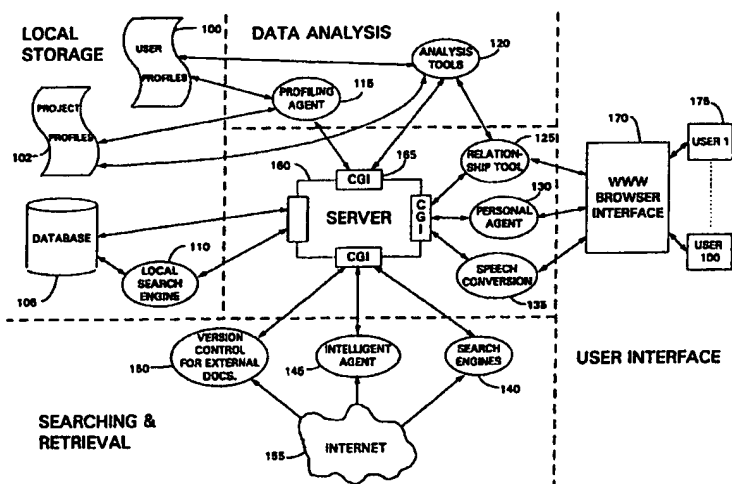 LOCAL
STORAGE
100
USER
PROFILES
DATA ANALYSIS
ANALYSIS
TOOLS
120
PROJECT
PROFILES
102
PROFILING
AGENT
115
125
RELATION-
SHIP TOOL
170
175
USER 1
160
165
CGI
SERVER
CGI
CGI
130
PERSONAL
AGENT
WWW
BROWSER
INTERFACE
DATABASE
110
LOCAL
SEARCH
ENGINE
SPEECH
CONVERSION
135
USER
100
VERSION
CONTROL
FOR EXTERNAL
DOCS.
150
INTELLIGENT
AGENT
145
SEARCH
ENGINES
140
USER INTERFACE
SEARCHING &
RETRIEVAL
INTERNET
155